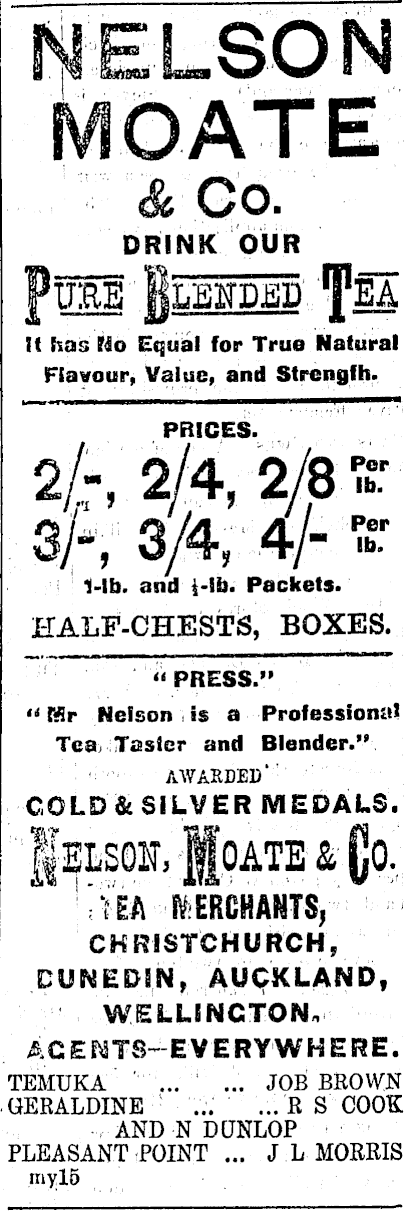 NELSON
MOATE
& Co.
DRINK OUR
PURE BLENDED TEA
It has No Equal for True Natural
Flavour, Value, and Strength.
PRICES.
2/-, 2/4, 2/8 Per lb.
3/-, 3/4, 4/- Per lb.
1-lb. and ½-lb. Packets.
HALF-CHESTS, BOXES.
"PRESS."
"Mr Nelson is a Professional
Tea Taster and Blender."
AWARDED
GOLD & SILVER MEDALS.
NELSON, MOATE & CO.
TEA MERCHANTS,
CHRISTCHURCH,
DUNEDIN, AUCKLAND,
WELLINGTON.
AGENTS—EVERYWHERE.
TEMUKA ... ... JOB BROWN
GERALDINE ... ... R S COOK
AND N DUNLOP
PLEASANT POINT ... J L MORRIS
my15